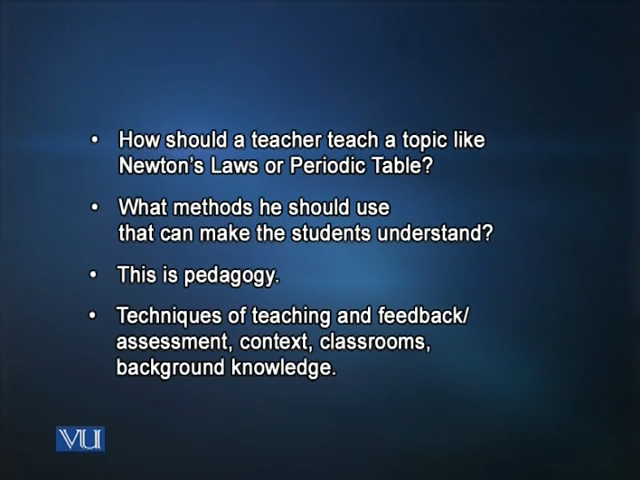 • How should a teacher teach a topic like
Newton's Laws or Periodic Table?
• What methods he should use
that can make the students understand?
• This is pedagogy.
• Techniques of teaching and feedback/
assessment, context, classrooms,
background knowledge.
VU